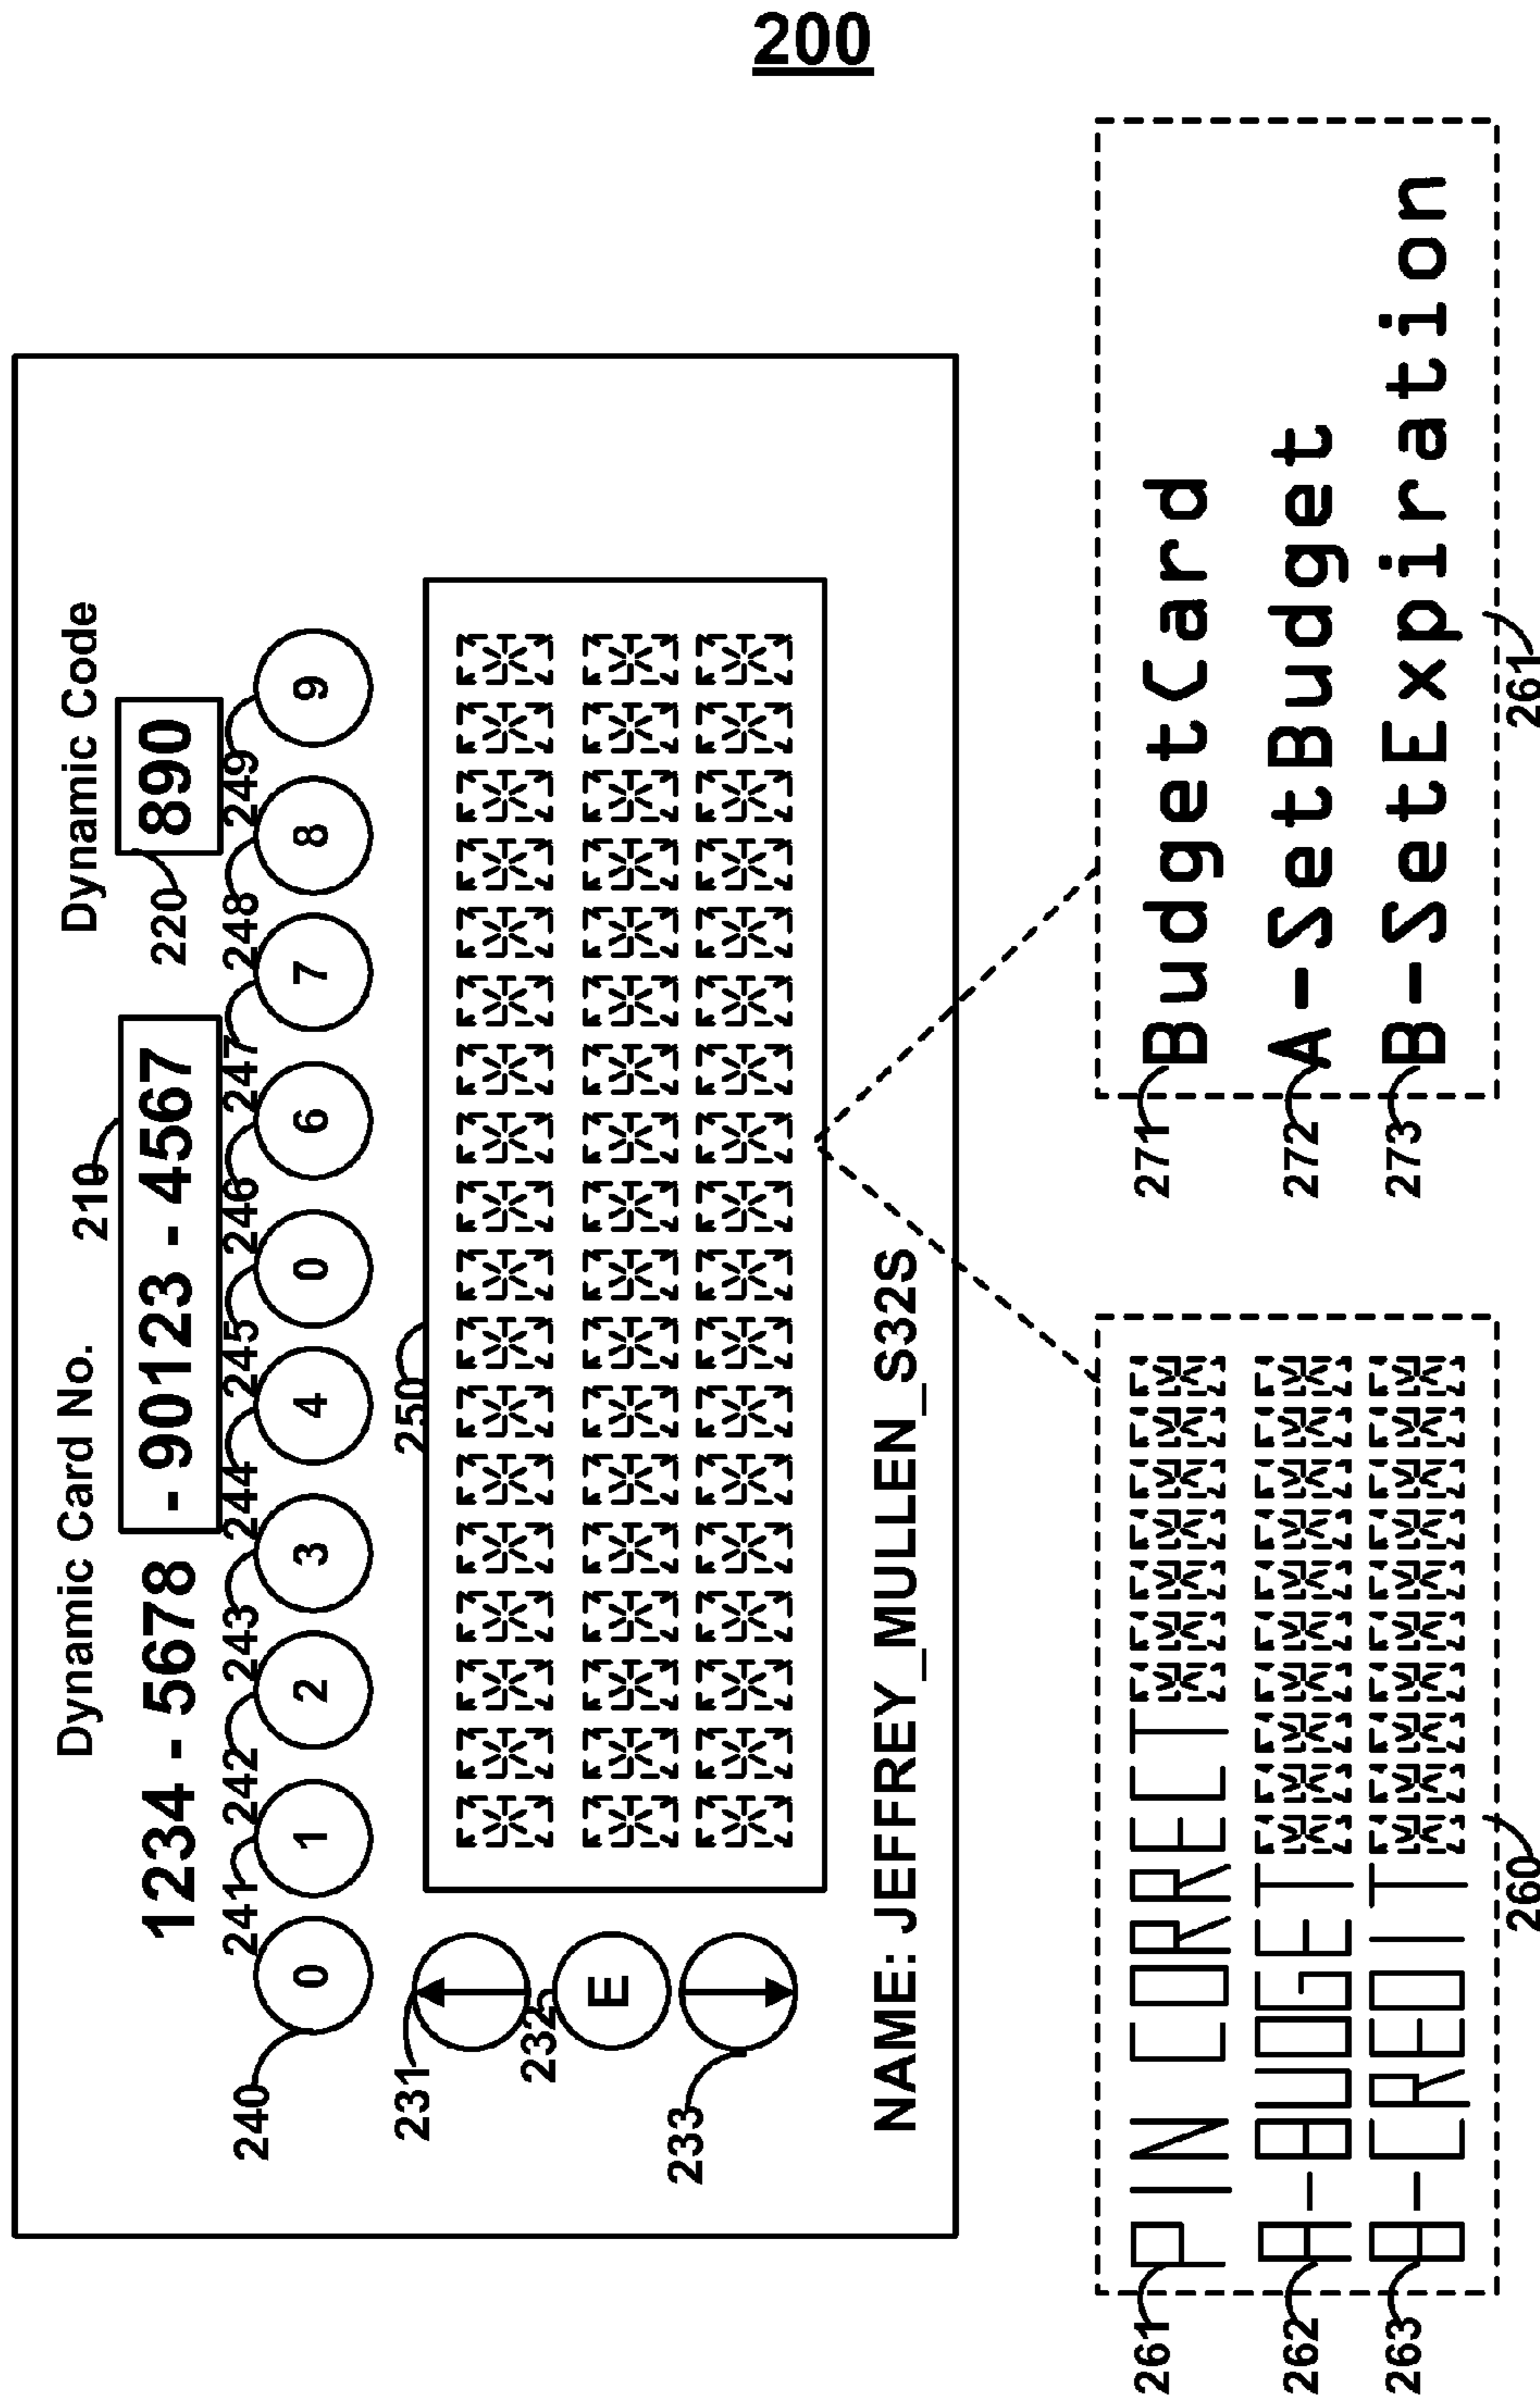 200
Dynamic Card No.
Dynamic Code
210
1234 - 5678 - 90123 - 4567
890
220
240 241 242 243 244 245 246 247 248 249
0 1 2 3 4 0 6 7 8 9
231
250
232
E
233
NAME: JEFFREY_MULLEN_S32S
261 PIN CORRECT
262 A-BUDGET
263 B-CREDIT
260
271 BudgetCard
272 A-SetBudget
273 B-SetExpiration
261